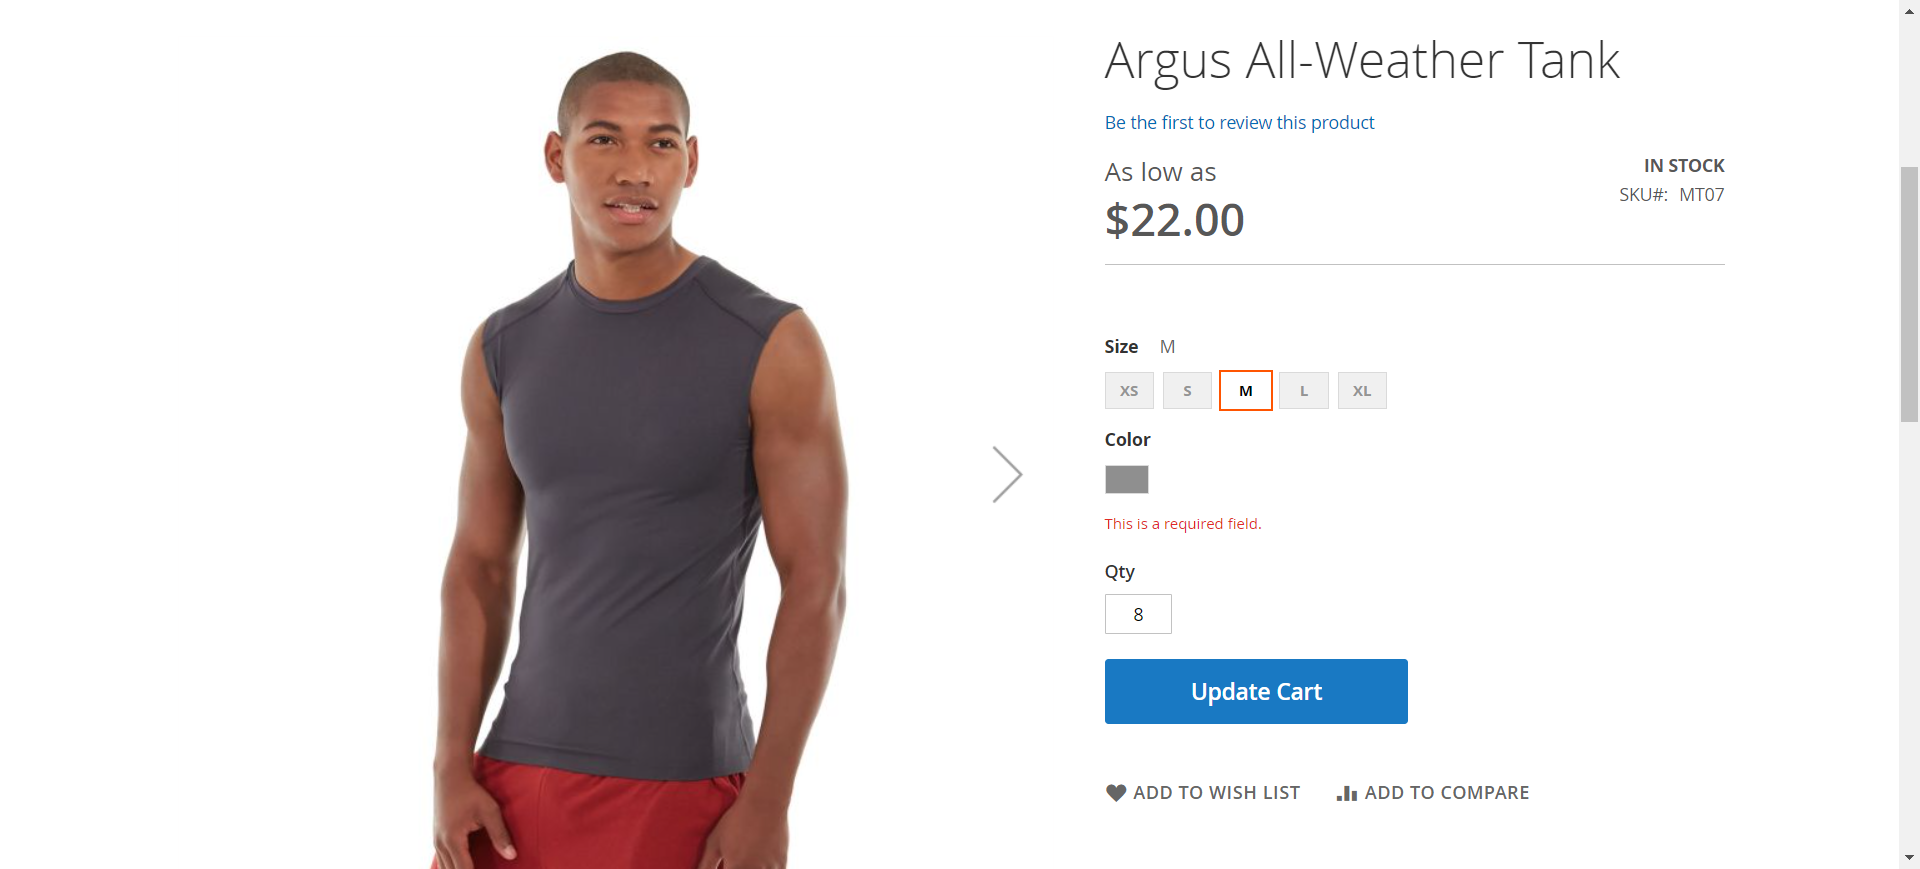 Argus All-Weather Tank
Be the first to review this product
As low as
$22.00
IN STOCK
SKU#: MT07
Size M
XS S M L XL
Color
This is a required field.
Qty
8
Update Cart
ADD TO WISH LIST ADD TO COMPARE